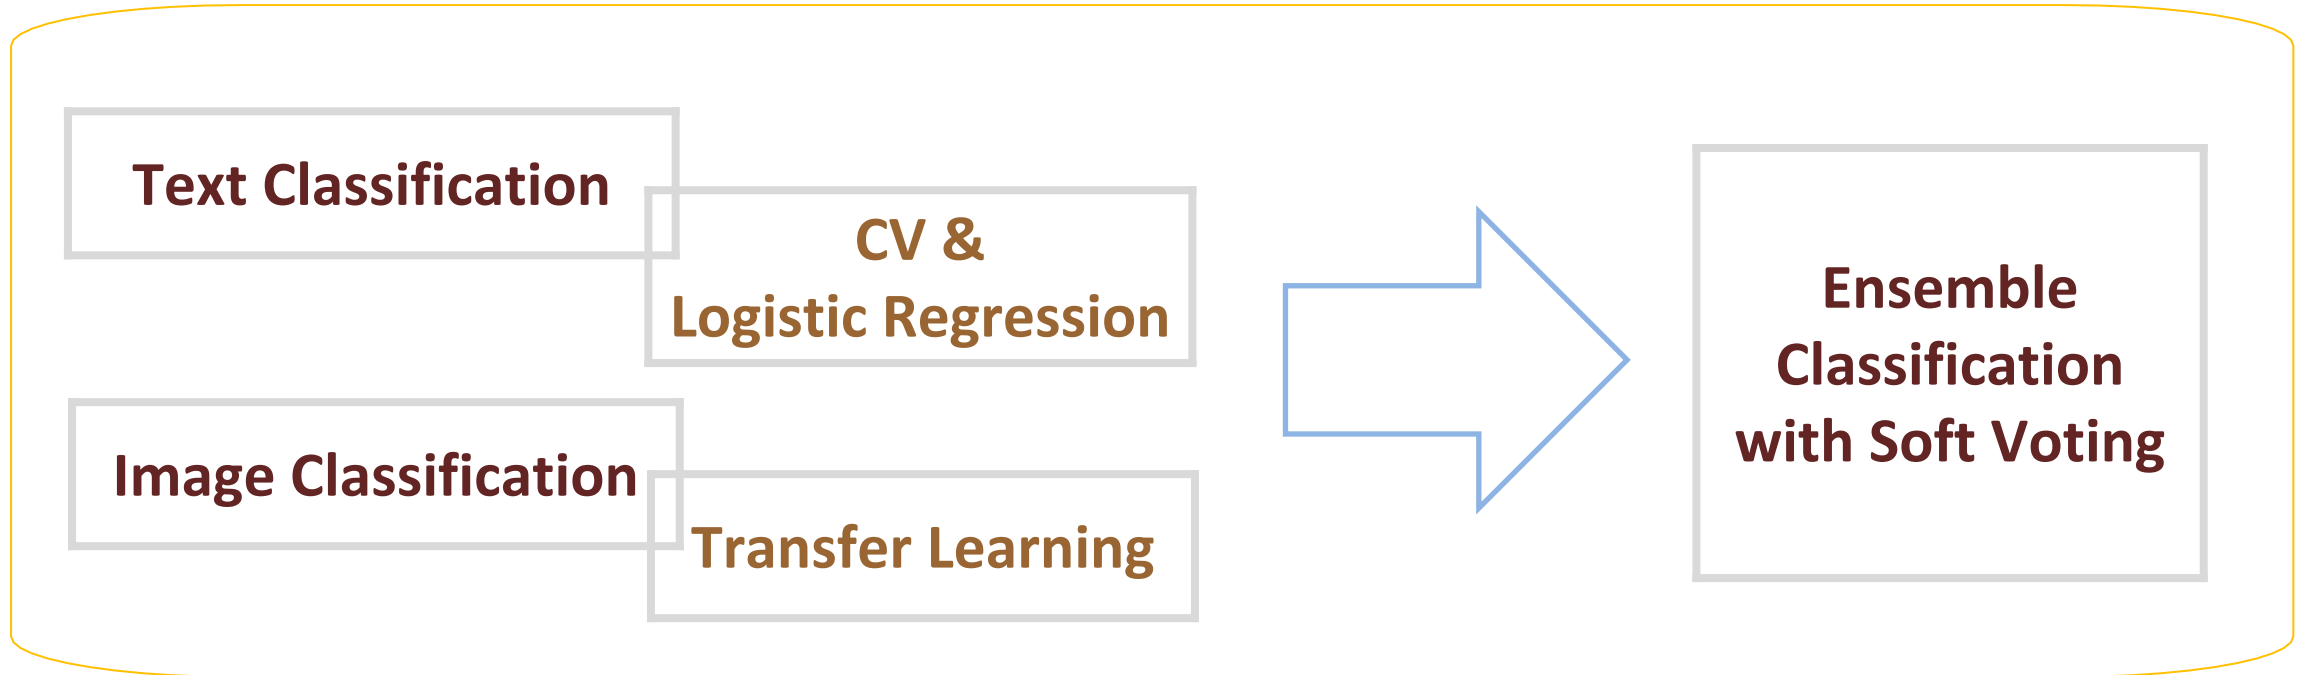 Text Classification
CV &
Logistic Regression
Image Classification
Transfer Learning
Ensemble
Classification
with Soft Voting